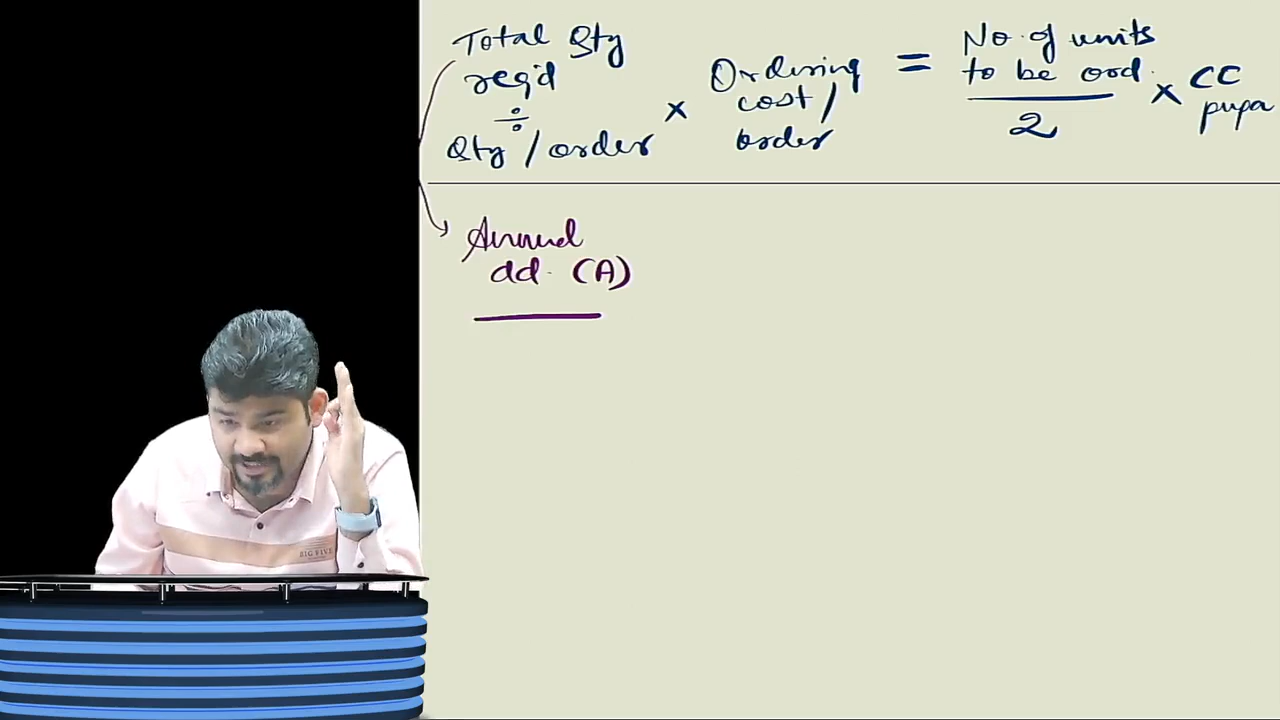 Total Qty
req'd
÷
Qty / order
×
Ordering
cost /
order
=
No. of units
to be ord.
2
× CC
pupa
Annual
dd. (A)
BIG FIVE